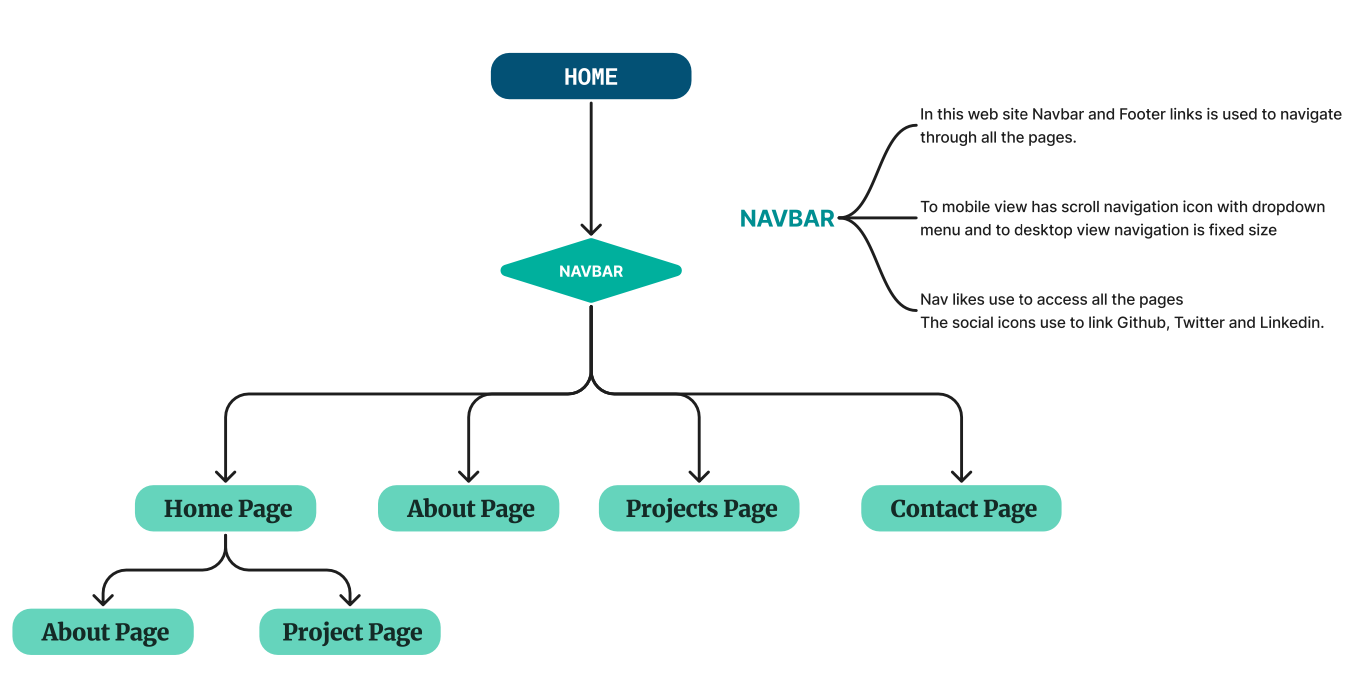 HOME
In this web site Navbar and Footer links is used to navigate
through all the pages.
NAVBAR
To mobile view has scroll navigation icon with dropdown
menu and to desktop view navigation is fixed size
NAVBAR
Nav likes use to access all the pages
The social icons use to link Github, Twitter and Linkedin.
Home Page
About Page
Projects Page
Contact Page
About Page
Project Page